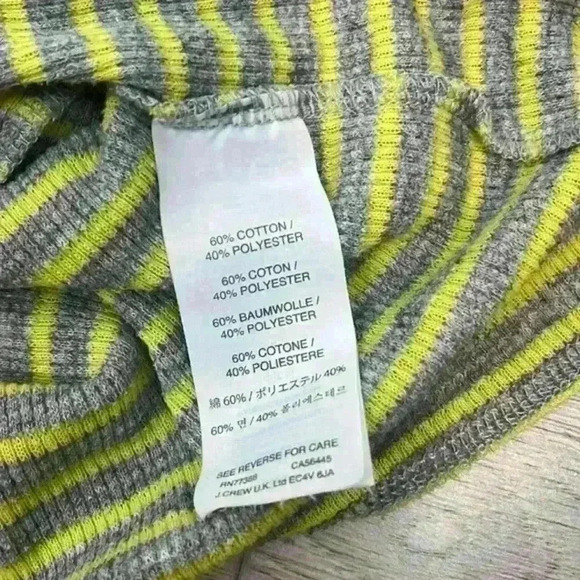 60% COTTON /
40% POLYESTER
60% COTON /
40% POLYESTER
60% BAUMWOLLE /
40% POLYESTER
60% COTONE /
40% POLIESTERE
綿 60% / ポリエステル 40%
60% 면 / 40% 폴리에스테르
SEE REVERSE FOR CARE
RN77388 CA56445
J.CREW U.K. Ltd EC4V 6JA